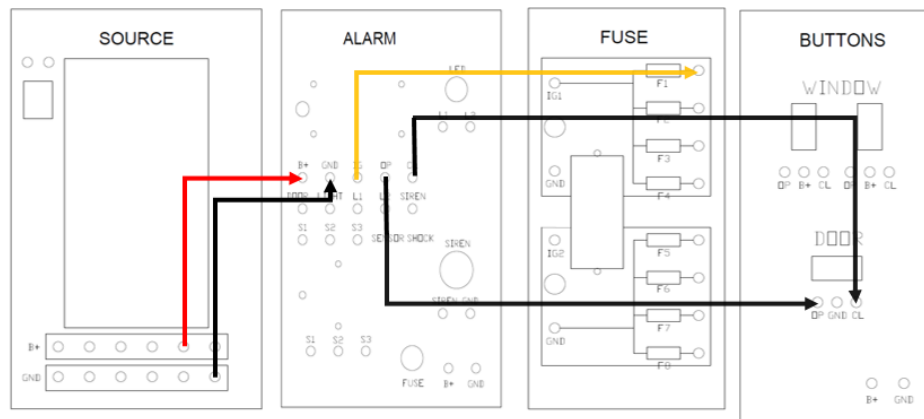 SOURCE
B+
GND
ALARM
LED
L1 L2
B+ GND IG OP CL
DOOR LIGHT L1 L2 SIREN
S1 S2 S3 SENSOR SHOCK
SIREN
SIREN GND
S1 S2 S3
FUSE
B+ GND
FUSE
IG1
F1
F2
F3
GND
F4
IG2
F5
F6
F7
GND
F8
BUTTONS
WINDOW
OP B+ CL OP B+ CL
DOOR
OP GND CL
B+ GND